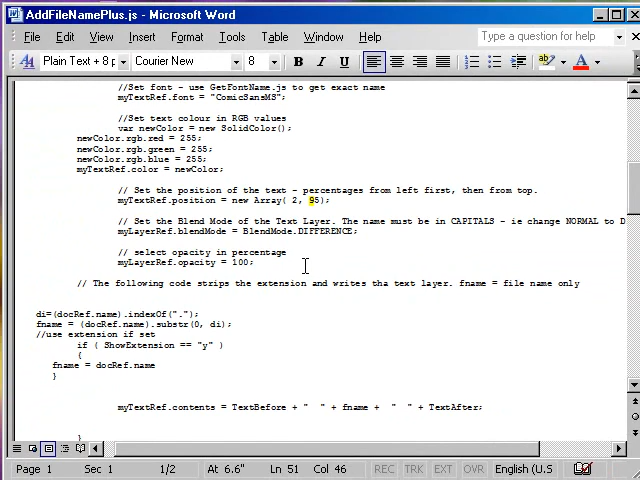 AddFileNamePlus.js - Microsoft Word
File Edit View Insert Format Tools Table Window Help Type a question for help
Plain Text + 8 p Courier New 8 B I U
//Set font - use GetFontName.js to get exact name
myTextRef.font = "ComicSansMS";
//Set text colour in RGB values
var newColor = new SolidColor();
newColor.rgb.red = 255;
newColor.rgb.green = 255;
newColor.rgb.blue = 255;
myTextRef.color = newColor;
// Set the position of the text - percentages from left first, then from top.
myTextRef.position = new Array( 2, 95);
// Set the Blend Mode of the Text Layer. The name must be in CAPITALS - ie change NORMAL to D
myLayerRef.blendMode = BlendMode.DIFFERENCE;
// select opacity in percentage
myLayerRef.opacity = 100;
// The following code strips the extension and writes tha text layer. fname = file name only
di=(docRef.name).indexOf(".");
fname = (docRef.name).substr(0, di);
//use extension if set
if ( ShowExtension == "y" )
{
fname = docRef.name
}
myTextRef.contents = TextBefore + "  " + fname +  "  " + TextAfter;
}
Page 1 Sec 1 1/2 At 6.6" Ln 51 Col 46 REC TRK EXT OVR English (U.S